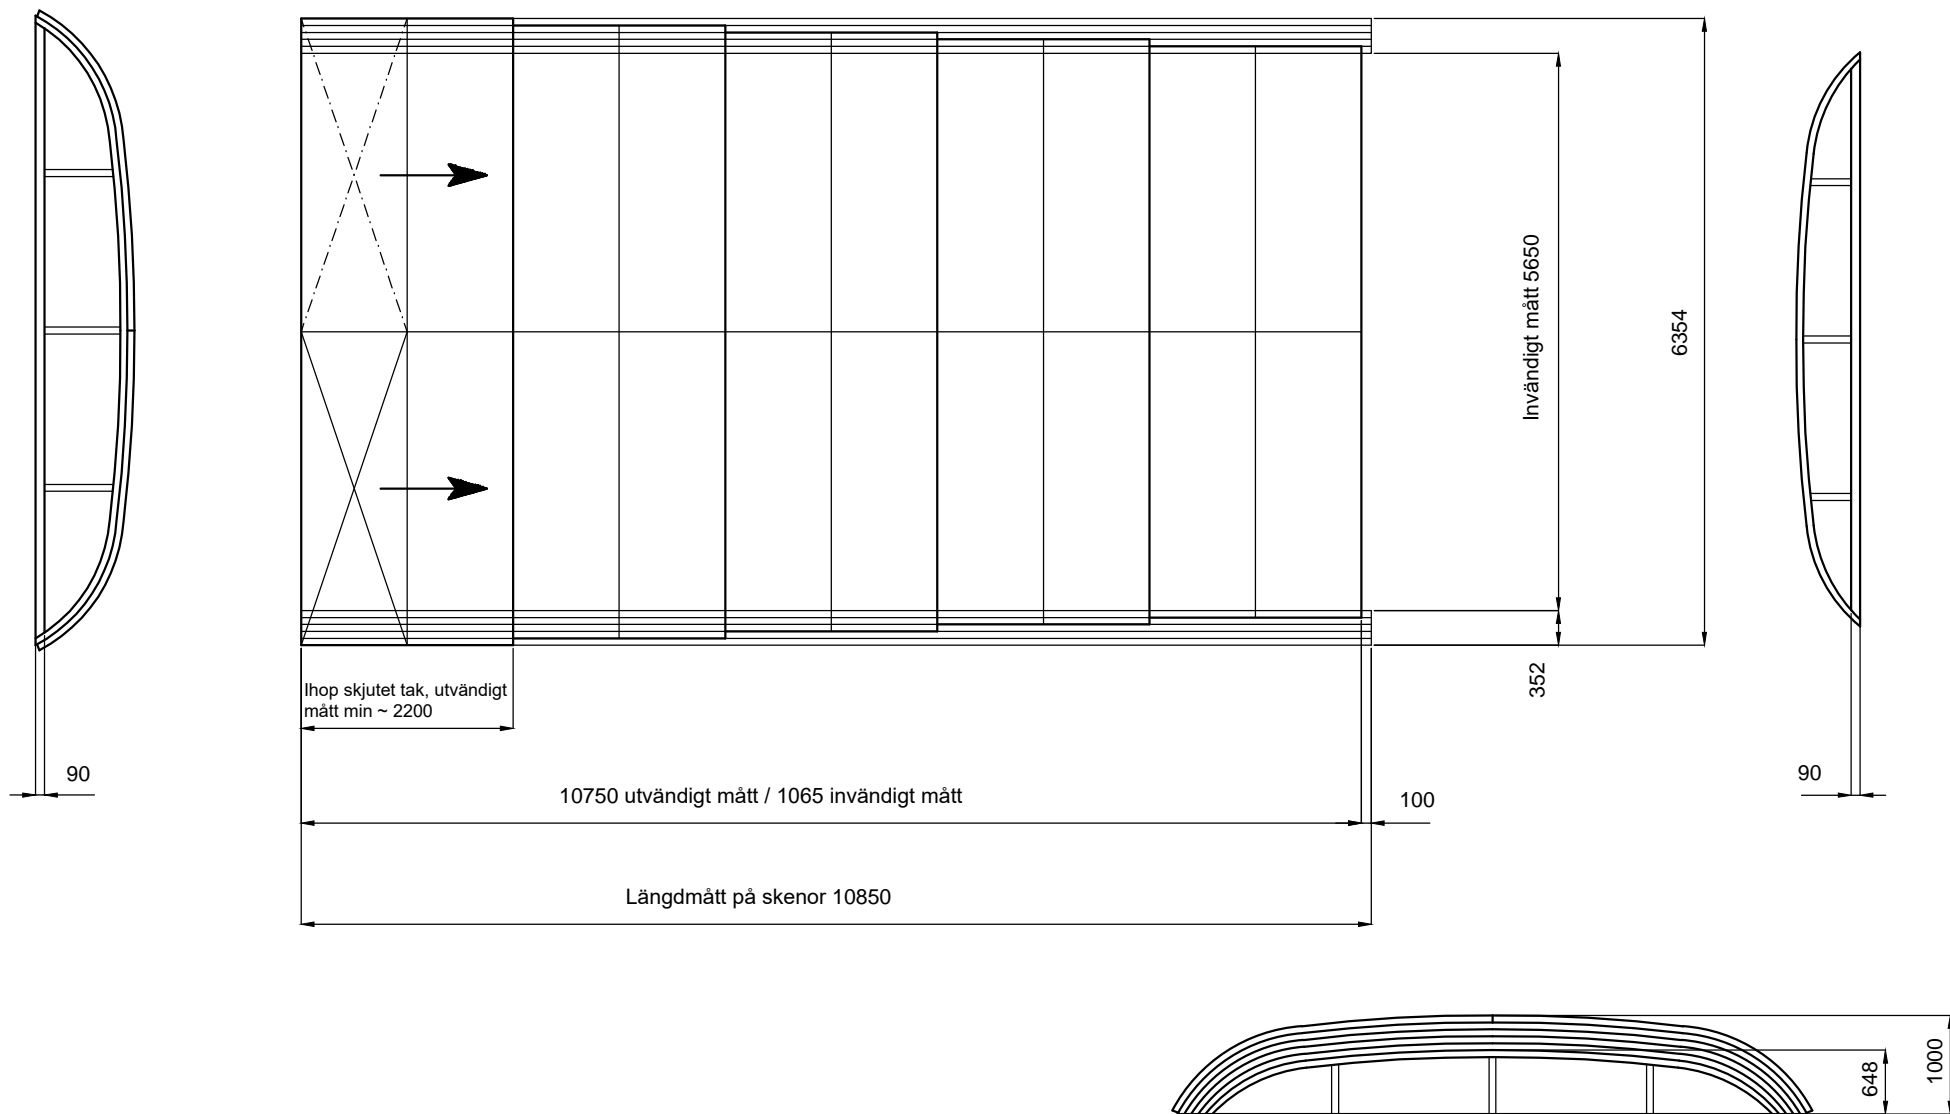 Invändigt mått 5650
6354
352
Ihop skjutet tak, utvändigt
mått min ~ 2200
90
10750 utvändigt mått / 1065 invändigt mått
100
90
Längdmått på skenor 10850
648
1000